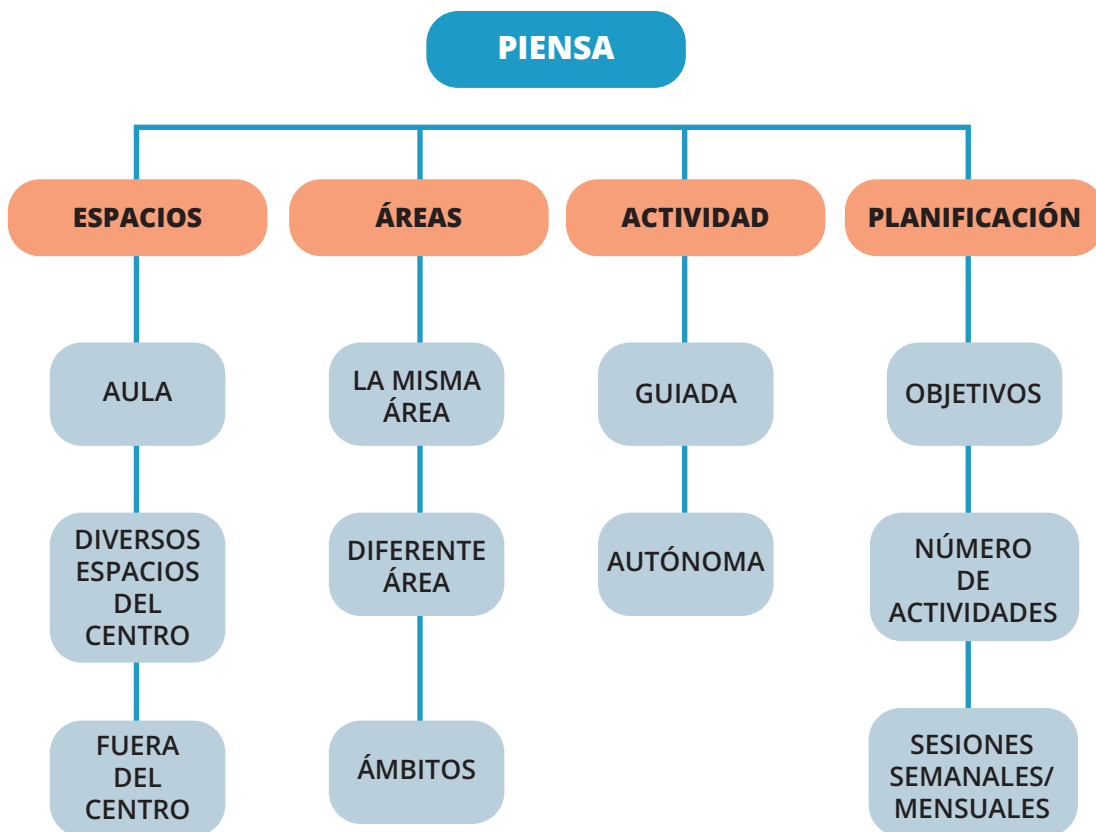 PIENSA
ESPACIOS
ÁREAS
ACTIVIDAD
PLANIFICACIÓN
AULA
LA MISMA
ÁREA
GUIADA
OBJETIVOS
DIVERSOS
ESPACIOS
DEL
CENTRO
DIFERENTE
ÁREA
AUTÓNOMA
NÚMERO
DE
ACTIVIDADES
FUERA
DEL
CENTRO
ÁMBITOS
SESIONES
SEMANALES/
MENSUALES